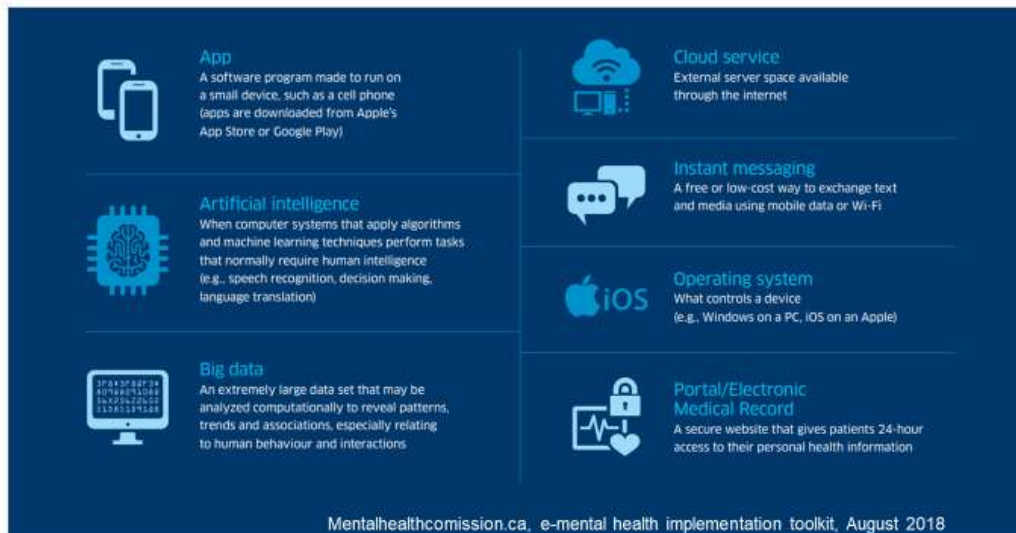 App
A software program made to run on
a small device, such as a cell phone
(apps are downloaded from Apple's
App Store or Google Play)
Artificial intelligence
When computer systems that apply algorithms
and machine learning techniques perform tasks
that normally require human intelligence
(e.g., speech recognition, decision making,
language translation)
Big data
An extremely large data set that may be
analyzed computationally to reveal patterns,
trends and associations, especially relating
to human behaviour and interactions
Cloud service
External server space available
through the internet
Instant messaging
A free or low-cost way to exchange text
and media using mobile data or Wi-Fi
iOS
Operating system
What controls a device
(e.g., Windows on a PC, iOS on an Apple)
Portal/Electronic
Medical Record
A secure website that gives patients 24-hour
access to their personal health information
Mentalhealthcomission.ca, e-mental health implementation toolkit, August 2018